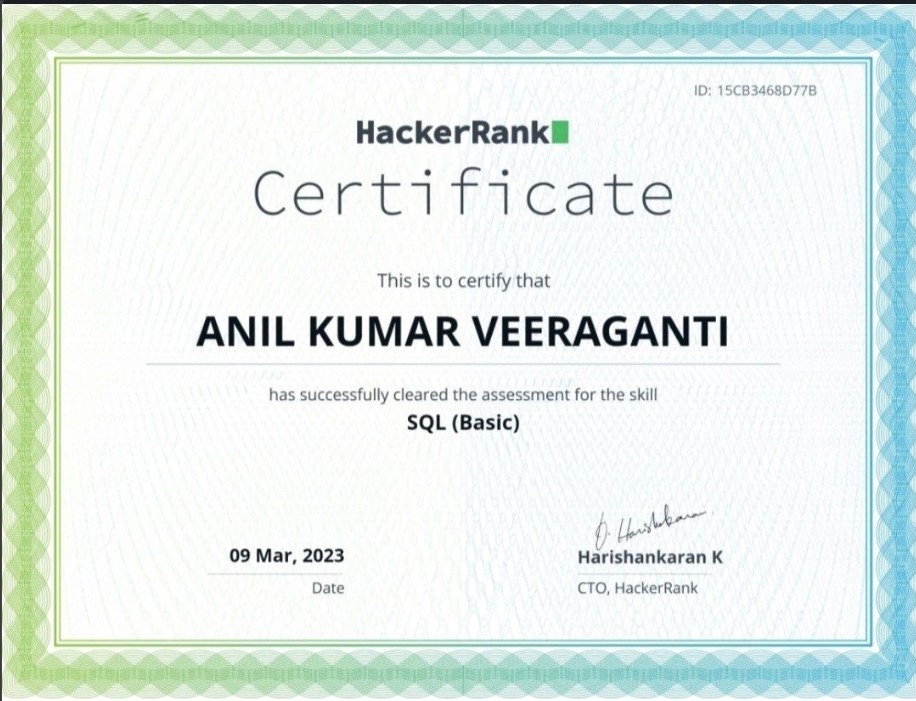 ID: 15CB3468D77B
HackerRank
Certificate
This is to certify that
ANIL KUMAR VEERAGANTI
has successfully cleared the assessment for the skill
SQL (Basic)
09 Mar, 2023
Date
Harishankaran K
CTO, HackerRank